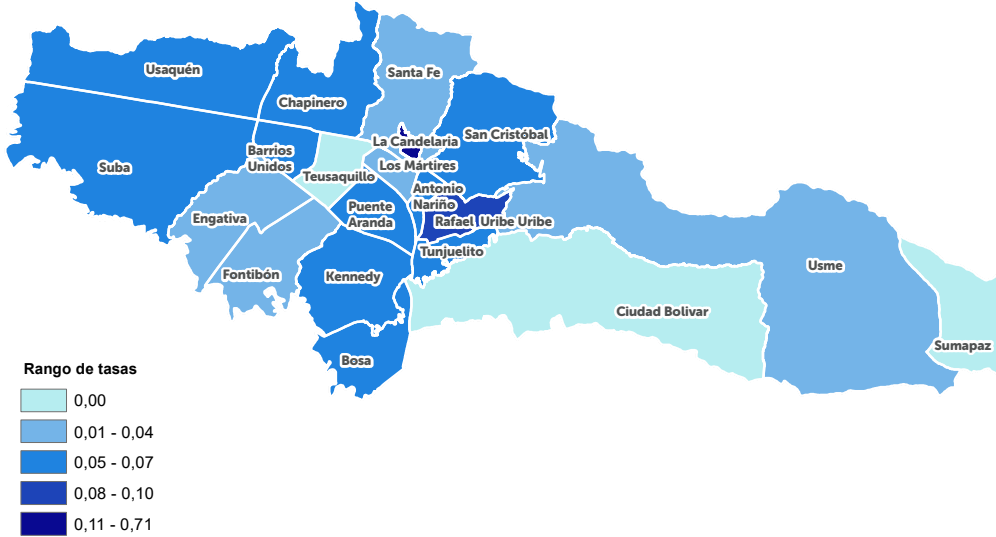 Usaquén
Santa Fe
Chapinero
San Cristóbal
La Candelaria
Barrios
Unidos
Los Mártires
Suba
Teusaquillo
Antonio
Nariño
Puente
Aranda
Engativa
Rafael Uribe Uribe
Tunjuelito
Fontibón
Kennedy
Usme
Ciudad Bolivar
Sumapaz
Bosa
Rango de tasas
0,00
0,01 - 0,04
0,05 - 0,07
0,08 - 0,10
0,11 - 0,71